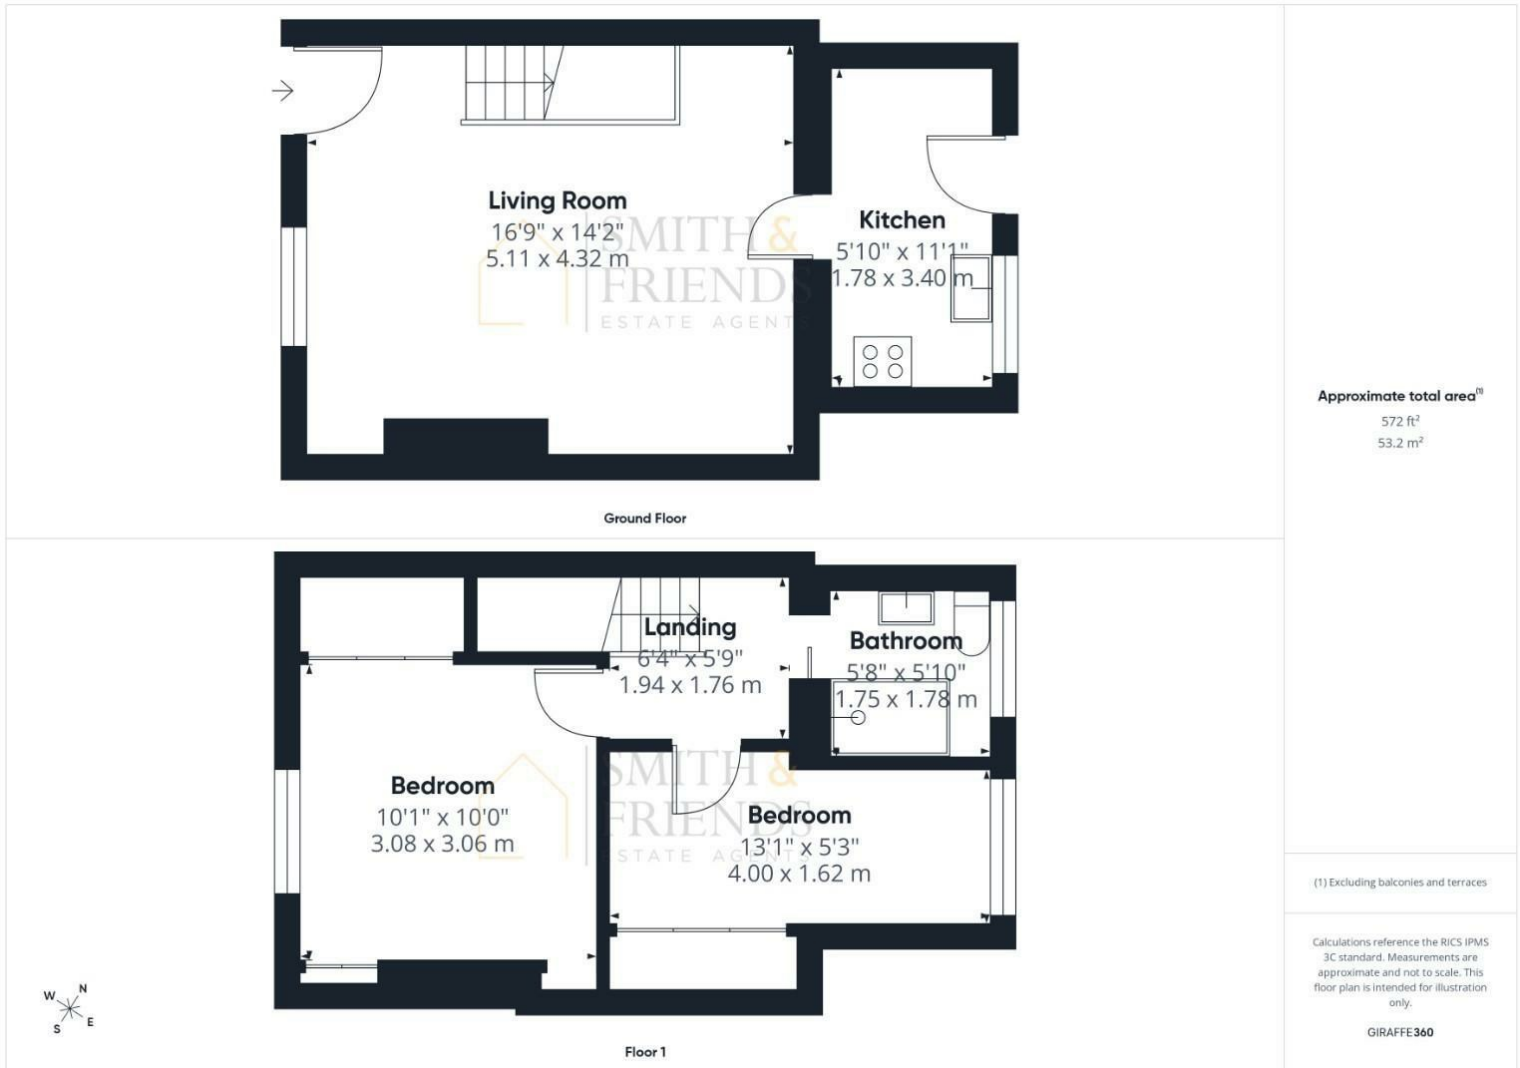 Living Room
16'9" x 14'2"
5.11 x 4.32 m
Kitchen
5'10" x 11'1"
1.78 x 3.40 m
SMITH &
FRIENDS
ESTATE AGENTS
Ground Floor
Approximate total area(1)
572 ft²
53.2 m²
Landing
6'4" x 5'9"
1.94 x 1.76 m
Bathroom
5'8" x 5'10"
1.75 x 1.78 m
Bedroom
10'1" x 10'0"
3.08 x 3.06 m
Bedroom
13'1" x 5'3"
4.00 x 1.62 m
SMITH &
FRIENDS
ESTATE AGENTS
N
W
E
S
Floor 1
(1) Excluding balconies and terraces
Calculations reference the RICS IPMS
3C standard. Measurements are
approximate and not to scale. This
floor plan is intended for illustration
only.
GIRAFFE360